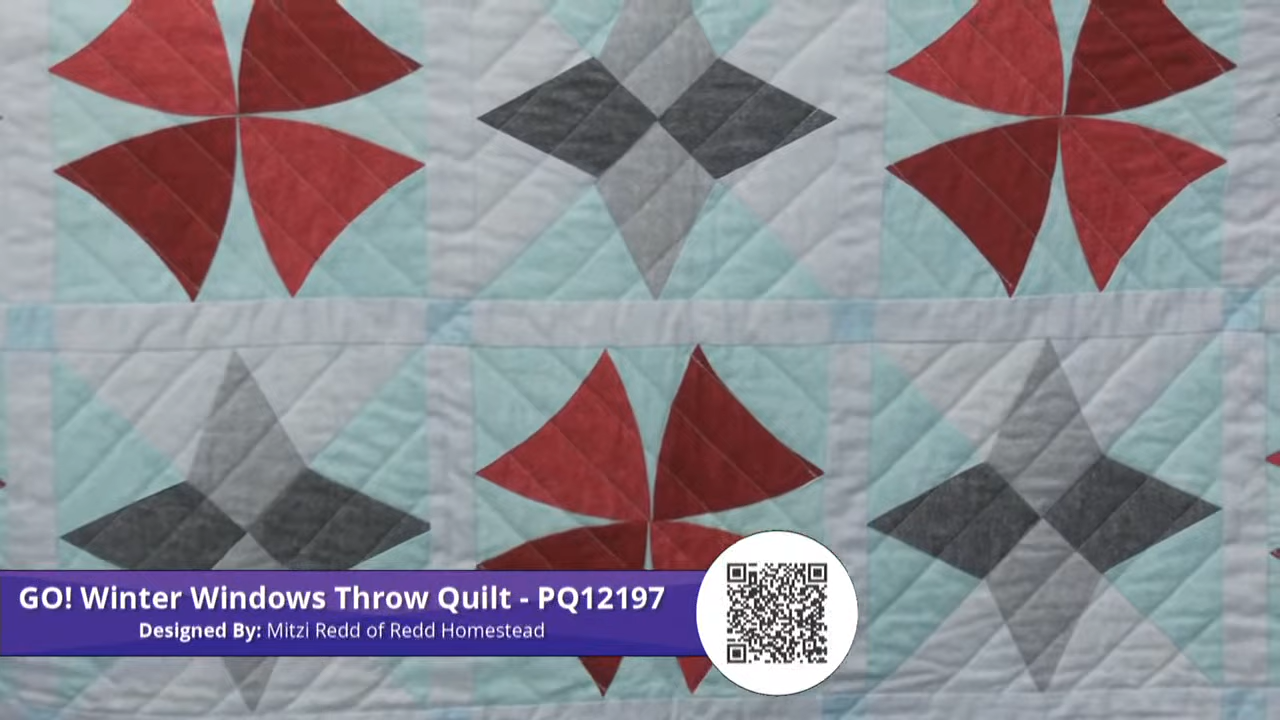 GO! Winter Windows Throw Quilt - PQ12197
Designed By: Mitzi Redd of Redd Homestead